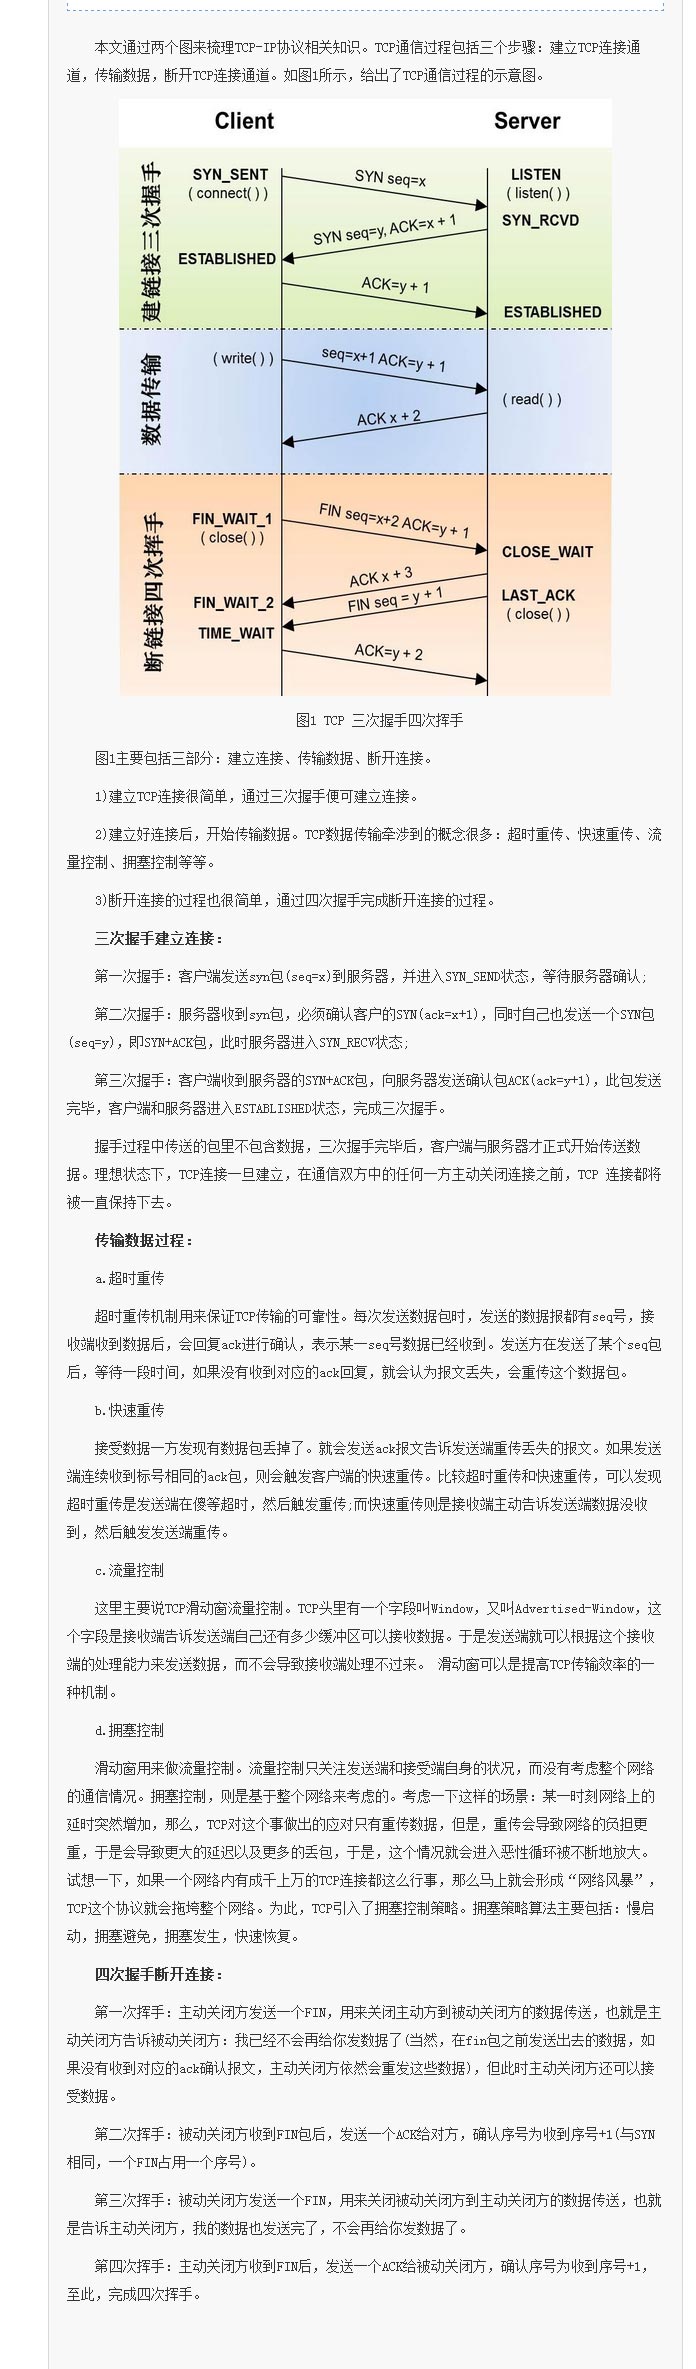 本文通过两个图来梳理TCP-IP协议相关知识。TCP通信过程包括三个步骤：建立TCP连接通
道，传输数据，断开TCP连接通道。如图1所示，给出了TCP通信过程的示意图。
Client Server
建链接三次握手
SYN_SENT
( connect( ) )
SYN seq=x
LISTEN
( listen( ) )
SYN_RCVD
SYN seq=y, ACK=x + 1
ESTABLISHED
ACK=y + 1
ESTABLISHED
数据传输
( write( ) )
seq=x+1 ACK=y + 1
( read( ) )
ACK x + 2
断链接四次挥手
FIN_WAIT_1
( close( ) )
FIN seq=x+2 ACK=y + 1
CLOSE_WAIT
ACK x + 3
FIN_WAIT_2
FIN seq = y + 1
LAST_ACK
( close( ) )
TIME_WAIT
ACK=y + 2
图1 TCP 三次握手四次挥手
图1主要包括三部分：建立连接、传输数据、断开连接。
1)建立TCP连接很简单，通过三次握手便可建立连接。
2)建立好连接后，开始传输数据。TCP数据传输牵涉到的概念很多：超时重传、快速重传、流
量控制、拥塞控制等等。
3)断开连接的过程也很简单，通过四次握手完成断开连接的过程。
三次握手建立连接：
第一次握手：客户端发送syn包(seq=x)到服务器，并进入SYN_SEND状态，等待服务器确认;
第二次握手：服务器收到syn包，必须确认客户的SYN(ack=x+1)，同时自己也发送一个SYN包
(seq=y)，即SYN+ACK包，此时服务器进入SYN_RECV状态;
第三次握手：客户端收到服务器的SYN+ACK包，向服务器发送确认包ACK(ack=y+1)，此包发送
完毕，客户端和服务器进入ESTABLISHED状态，完成三次握手。
握手过程中传送的包里不包含数据，三次握手完毕后，客户端与服务器才正式开始传送数
据。理想状态下，TCP连接一旦建立，在通信双方中的任何一方主动关闭连接之前，TCP 连接都将
被一直保持下去。
传输数据过程：
a.超时重传
超时重传机制用来保证TCP传输的可靠性。每次发送数据包时，发送的数据报都有seq号，接
收端收到数据后，会回复ack进行确认，表示某一seq号数据已经收到。发送方在发送了某个seq包
后，等待一段时间，如果没有收到对应的ack回复，就会认为报文丢失，会重传这个数据包。
b.快速重传
接受数据一方发现有数据包丢掉了。就会发送ack报文告诉发送端重传丢失的报文。如果发送
端连续收到标号相同的ack包，则会触发客户端的快速重传。比较超时重传和快速重传，可以发现
超时重传是发送端在傻等超时，然后触发重传;而快速重传则是接收端主动告诉发送端数据没收
到，然后触发发送端重传。
c.流量控制
这里主要说TCP滑动窗流量控制。TCP头里有一个字段叫Window，又叫Advertised-Window，这
个字段是接收端告诉发送端自己还有多少缓冲区可以接收数据。于是发送端就可以根据这个接收
端的处理能力来发送数据，而不会导致接收端处理不过来。 滑动窗可以是提高TCP传输效率的一
种机制。
d.拥塞控制
滑动窗用来做流量控制。流量控制只关注发送端和接受端自身的状况，而没有考虑整个网络
的通信情况。拥塞控制，则是基于整个网络来考虑的。考虑一下这样的场景：某一时刻网络上的
延时突然增加，那么，TCP对这个事做出的应对只有重传数据，但是，重传会导致网络的负担更
重，于是会导致更大的延迟以及更多的丢包，于是，这个情况就会进入恶性循环被不断地放大。
试想一下，如果一个网络内有成千上万的TCP连接都这么行事，那么马上就会形成“网络风暴”，
TCP这个协议就会拖垮整个网络。为此，TCP引入了拥塞控制策略。拥塞策略算法主要包括：慢启
动，拥塞避免，拥塞发生，快速恢复。
四次握手断开连接：
第一次挥手：主动关闭方发送一个FIN，用来关闭主动方到被动关闭方的数据传送，也就是主
动关闭方告诉被动关闭方：我已经不会再给你发数据了(当然，在fin包之前发送出去的数据，如
果没有收到对应的ack确认报文，主动关闭方依然会重发这些数据)，但此时主动关闭方还可以接
受数据。
第二次挥手：被动关闭方收到FIN包后，发送一个ACK给对方，确认序号为收到序号+1(与SYN
相同，一个FIN占用一个序号)。
第三次挥手：被动关闭方发送一个FIN，用来关闭被动关闭方到主动关闭方的数据传送，也就
是告诉主动关闭方，我的数据也发送完了，不会再给你发数据了。
第四次挥手：主动关闭方收到FIN后，发送一个ACK给被动关闭方，确认序号为收到序号+1，
至此，完成四次挥手。